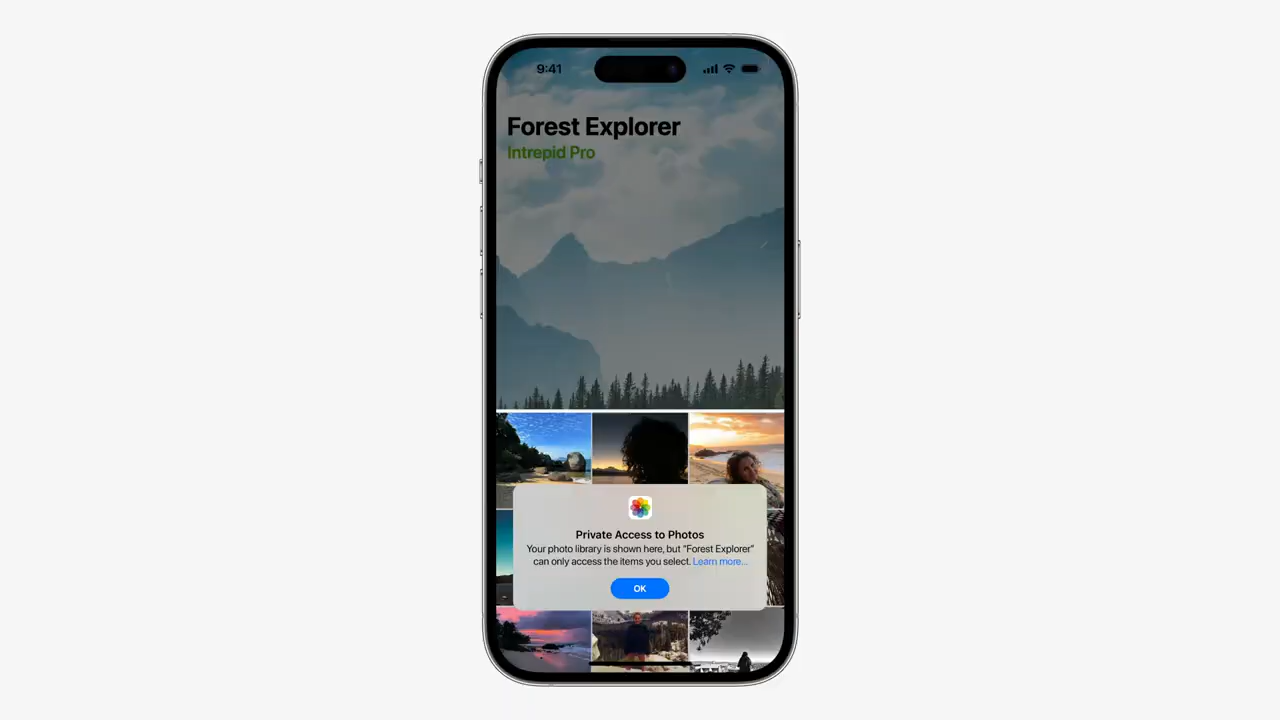 9:41
Forest Explorer
Intrepid Pro
Private Access to Photos
Your photo library is shown here, but “Forest Explorer”
can only access the items you select. Learn more...
OK